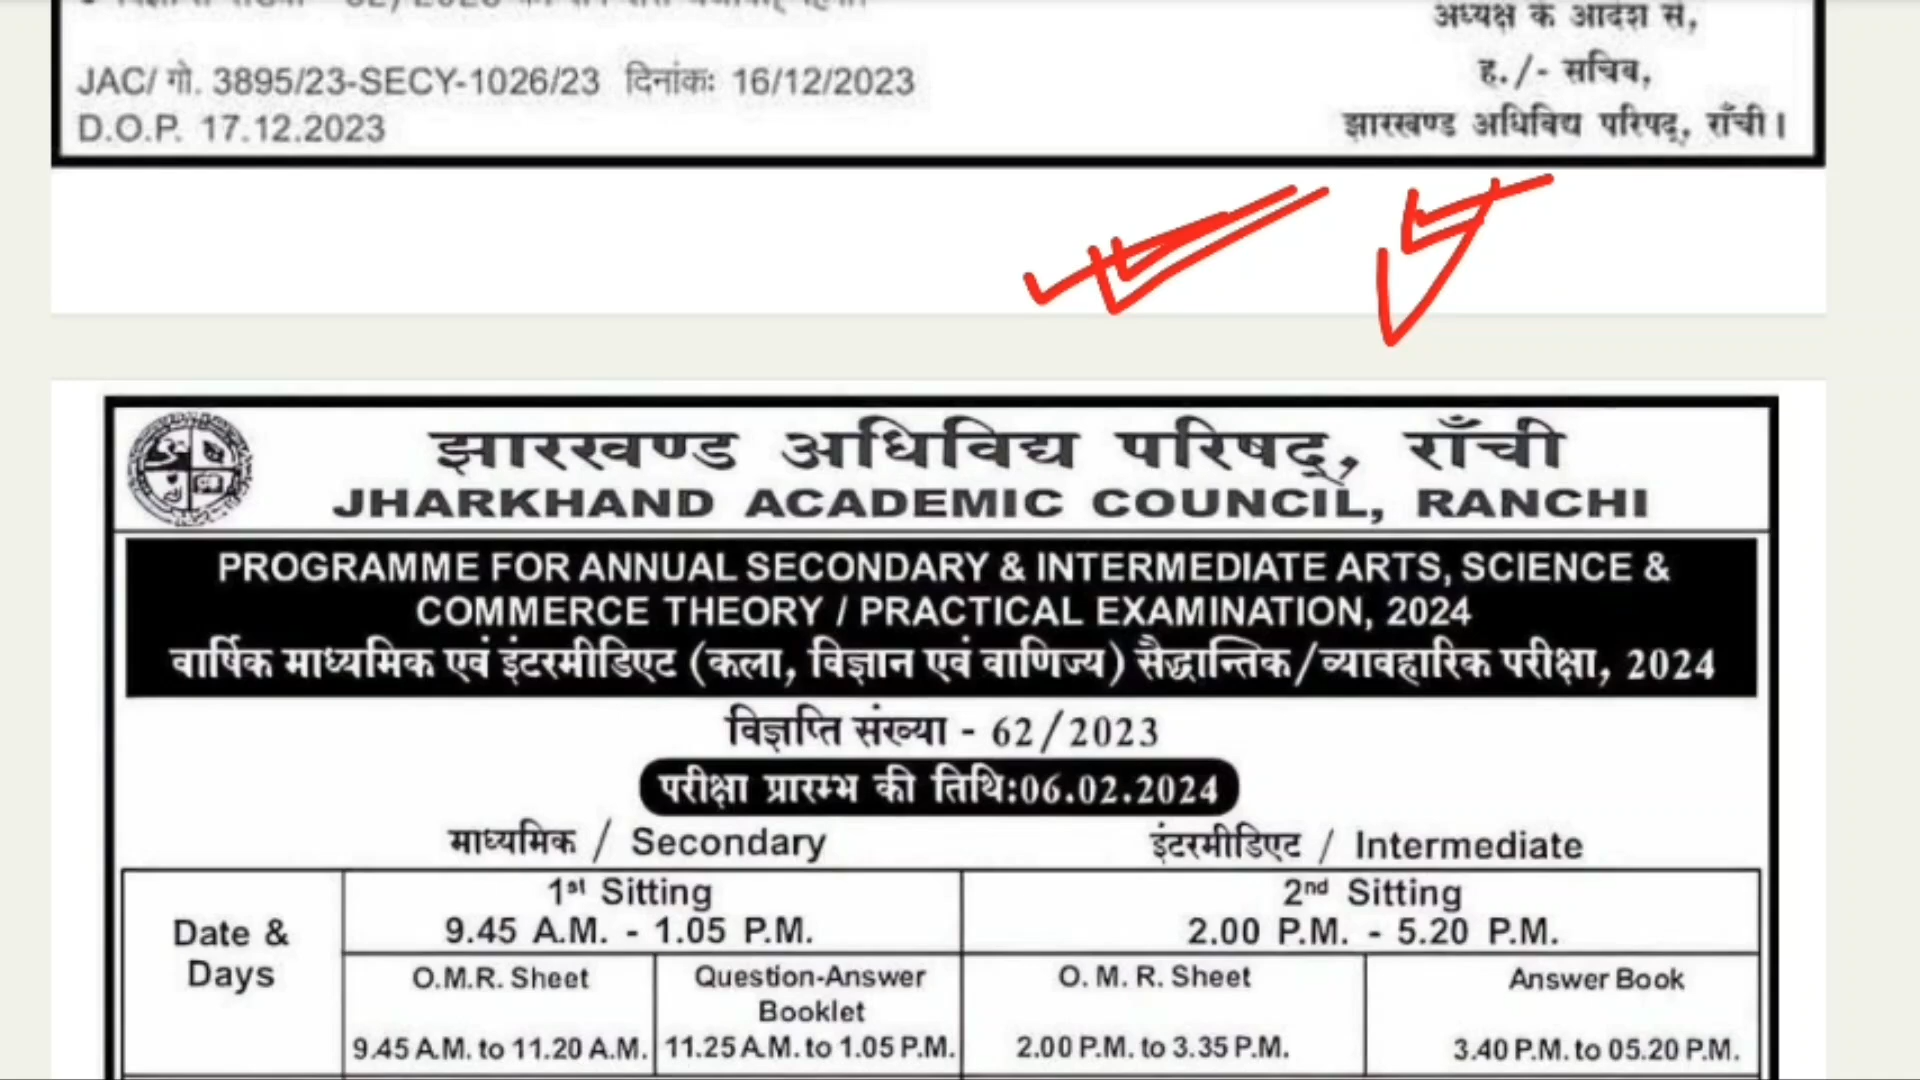 अध्यक्ष के आदेश से,
JAC/ गो. 3895/23-SECY-1026/23 दिनांकः 16/12/2023
ह./- सचिव,
D.O.P. 17.12.2023
झारखण्ड अधिविद्य परिषद्, राँची।
झारखण्ड अधिविद्य परिषद्, राँची
JHARKHAND ACADEMIC COUNCIL, RANCHI
PROGRAMME FOR ANNUAL SECONDARY & INTERMEDIATE ARTS, SCIENCE &
COMMERCE THEORY / PRACTICAL EXAMINATION, 2024
वार्षिक माध्यमिक एवं इंटरमीडिएट (कला, विज्ञान एवं वाणिज्य) सैद्धान्तिक/व्यावहारिक परीक्षा, 2024
विज्ञप्ति संख्या - 62/2023
परीक्षा प्रारम्भ की तिथि:06.02.2024
माध्यमिक / Secondary
इंटरमीडिएट / Intermediate
Date &
Days
1st Sitting
9.45 A.M. - 1.05 P.M.
2nd Sitting
2.00 P.M. - 5.20 P.M.
O.M.R. Sheet
9.45 A.M. to 11.20 A.M.
Question-Answer
Booklet
11.25 A.M. to 1.05 P.M.
O. M. R. Sheet
2.00 P.M. to 3.35 P.M.
Answer Book
3.40 P.M. to 05.20 P.M.